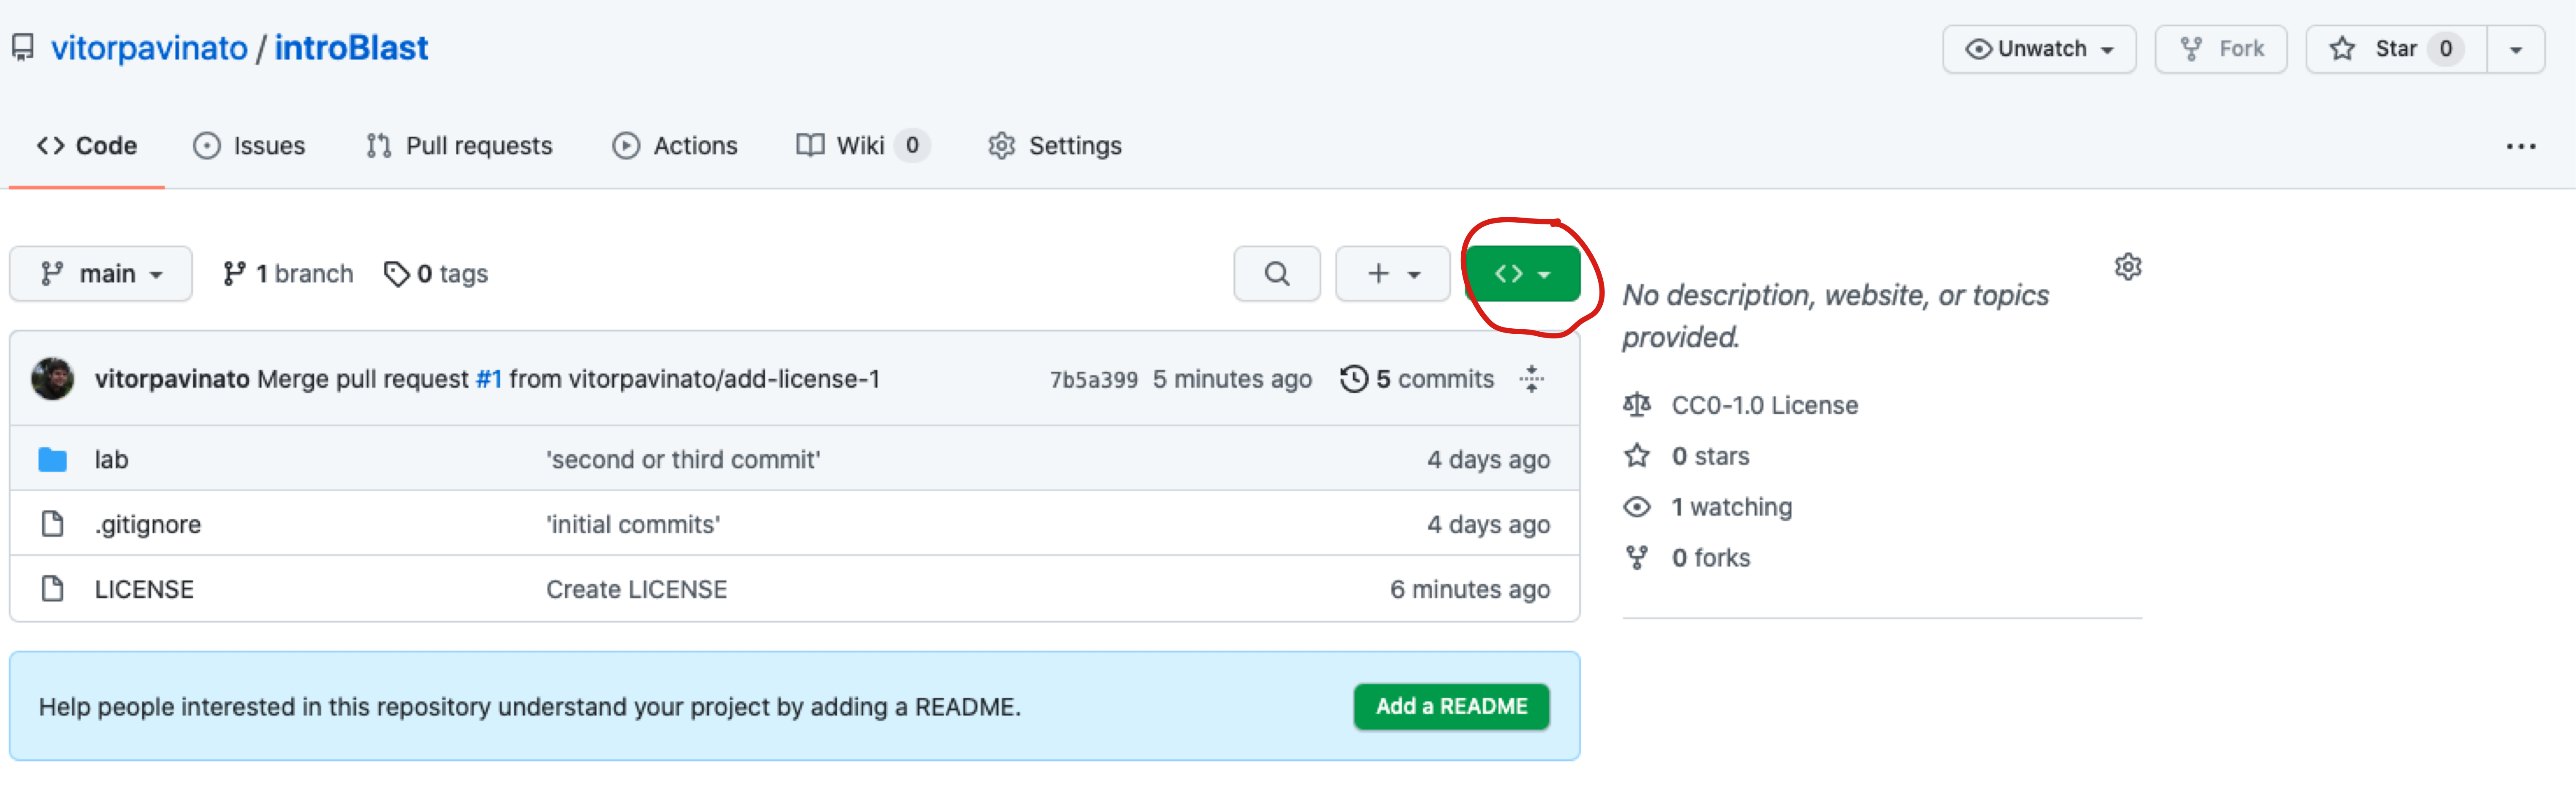 vitorpavinato / introBlast
Unwatch
Fork
Star 0
<> Code
Issues
Pull requests
Actions
Wiki 0
Settings
...
main
1 branch
0 tags
+
<>
No description, website, or topics
provided.
vitorpavinato Merge pull request #1 from vitorpavinato/add-license-1
7b5a399 5 minutes ago
5 commits
lab
'second or third commit'
4 days ago
.gitignore
'initial commits'
4 days ago
LICENSE
Create LICENSE
6 minutes ago
CC0-1.0 License
0 stars
1 watching
0 forks
Help people interested in this repository understand your project by adding a README.
Add a README